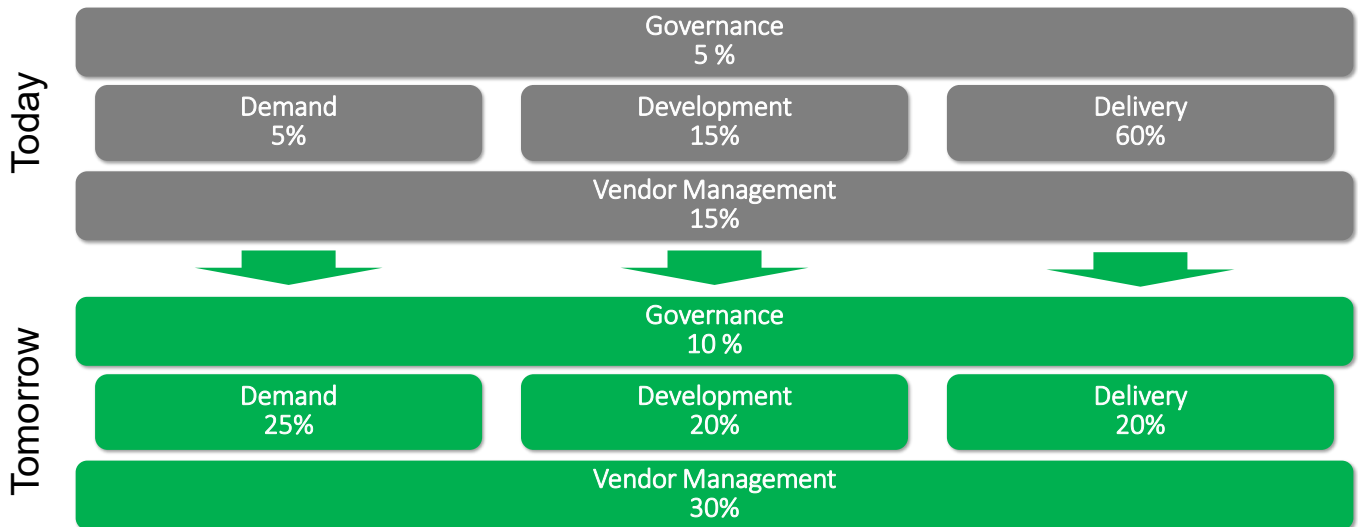 Today
Governance
5 %
Demand
5%
Development
15%
Delivery
60%
Vendor Management
15%
Tomorrow
Governance
10 %
Demand
25%
Development
20%
Delivery
20%
Vendor Management
30%